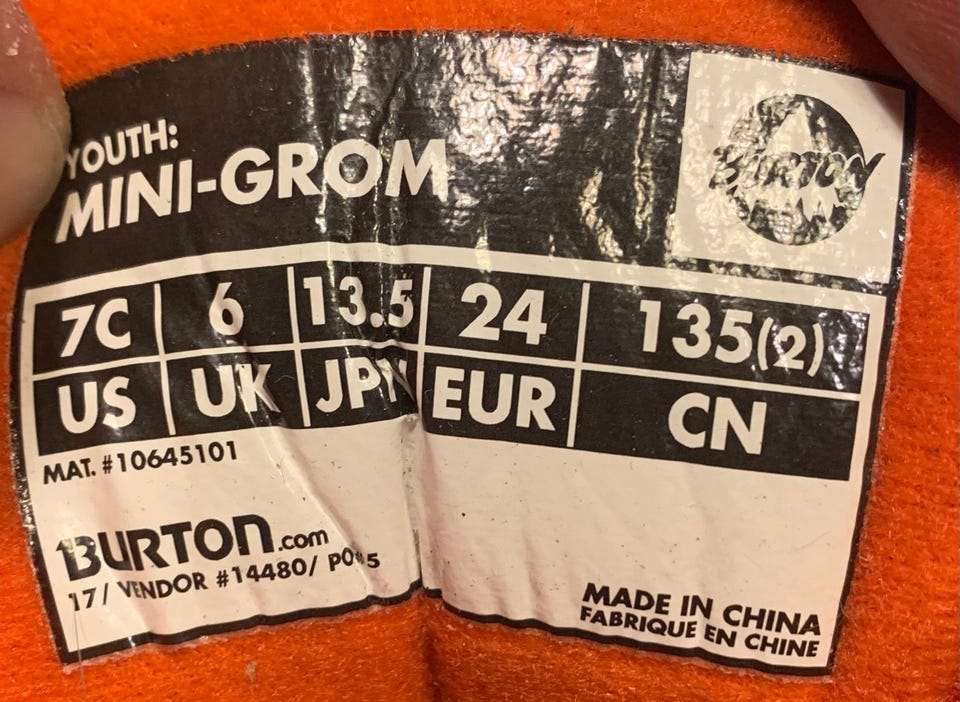 YOUTH:
MINI-GROM
BURTON
7C 6 13.5 24 135(2)
US UK JPN EUR CN
MAT. #10645101
BURTON.com
17/ VENDOR #14480/
MADE IN CHINA
FABRIQUE EN CHINE